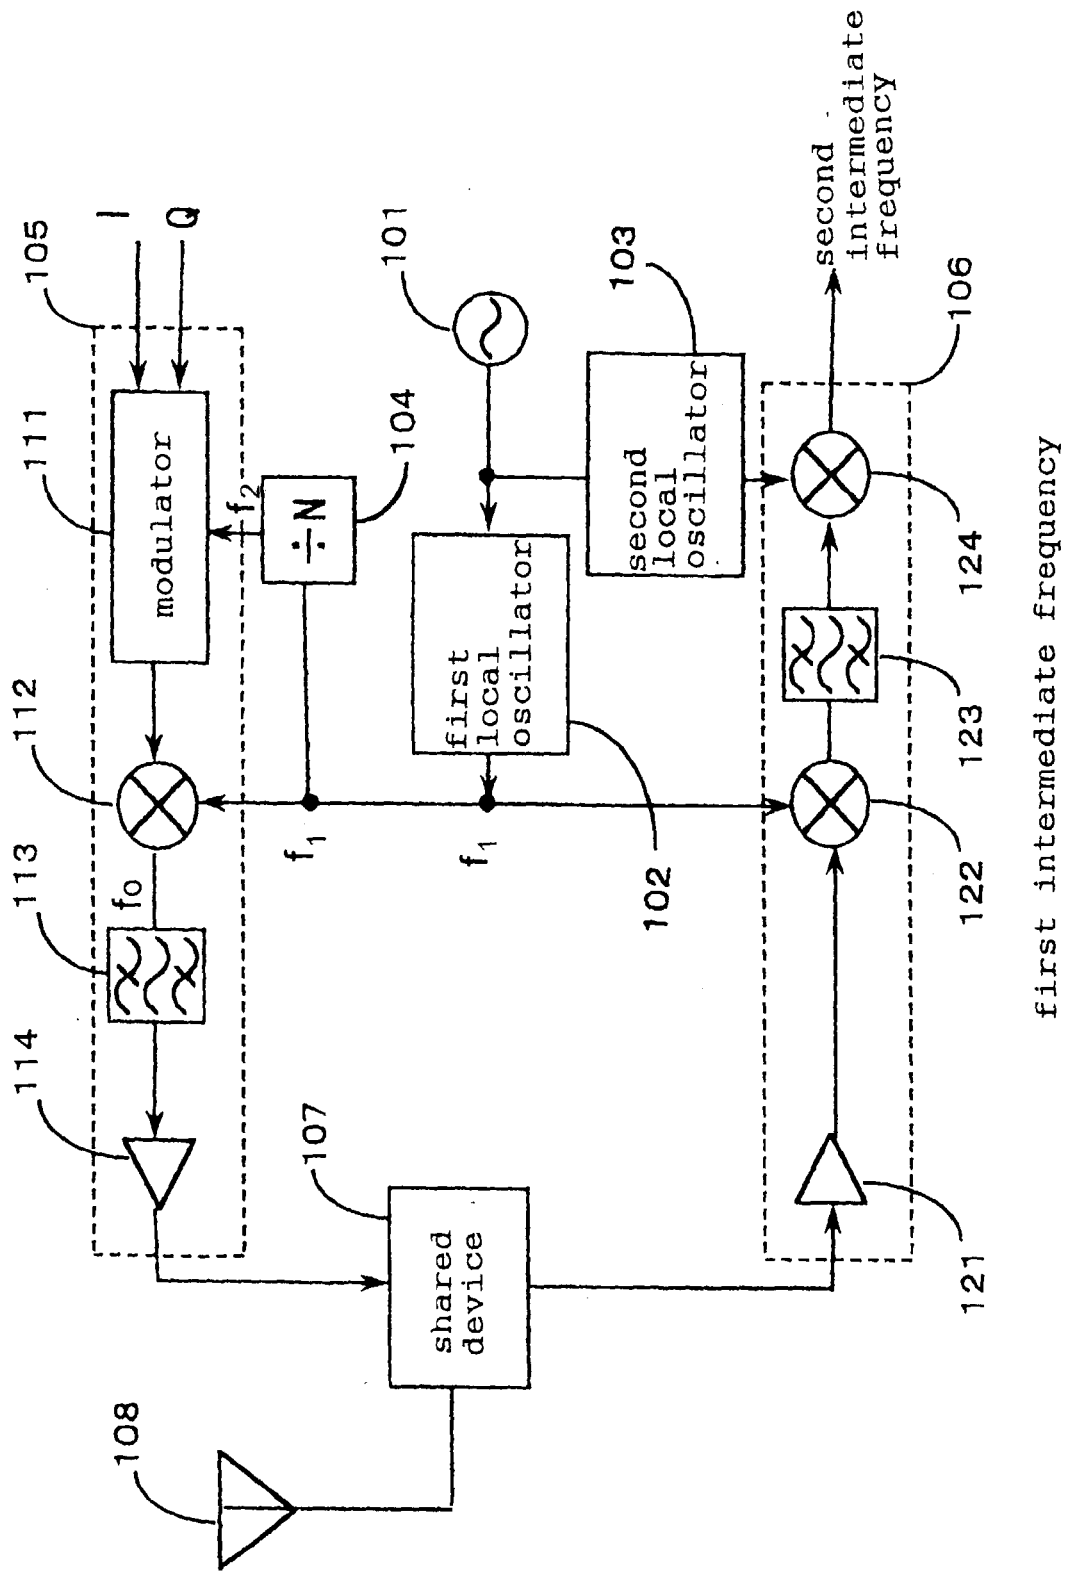 108
114
113
112
111
105
f0
modulator
I
Q
f2
107
f1
÷N
104
shared
device
f1
first
local
oscillator
101
102
second
local
oscillator
103
121
122
123
124
106
second
intermediate
frequency
first intermediate frequency